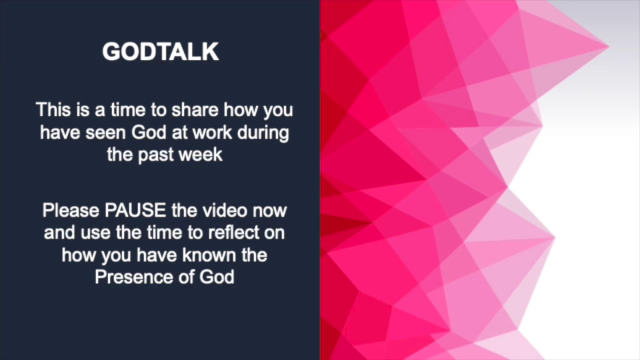 GODTALK
This is a time to share how you
have seen God at work during
the past week
Please PAUSE the video now
and use the time to reflect on
how you have known the
Presence of God